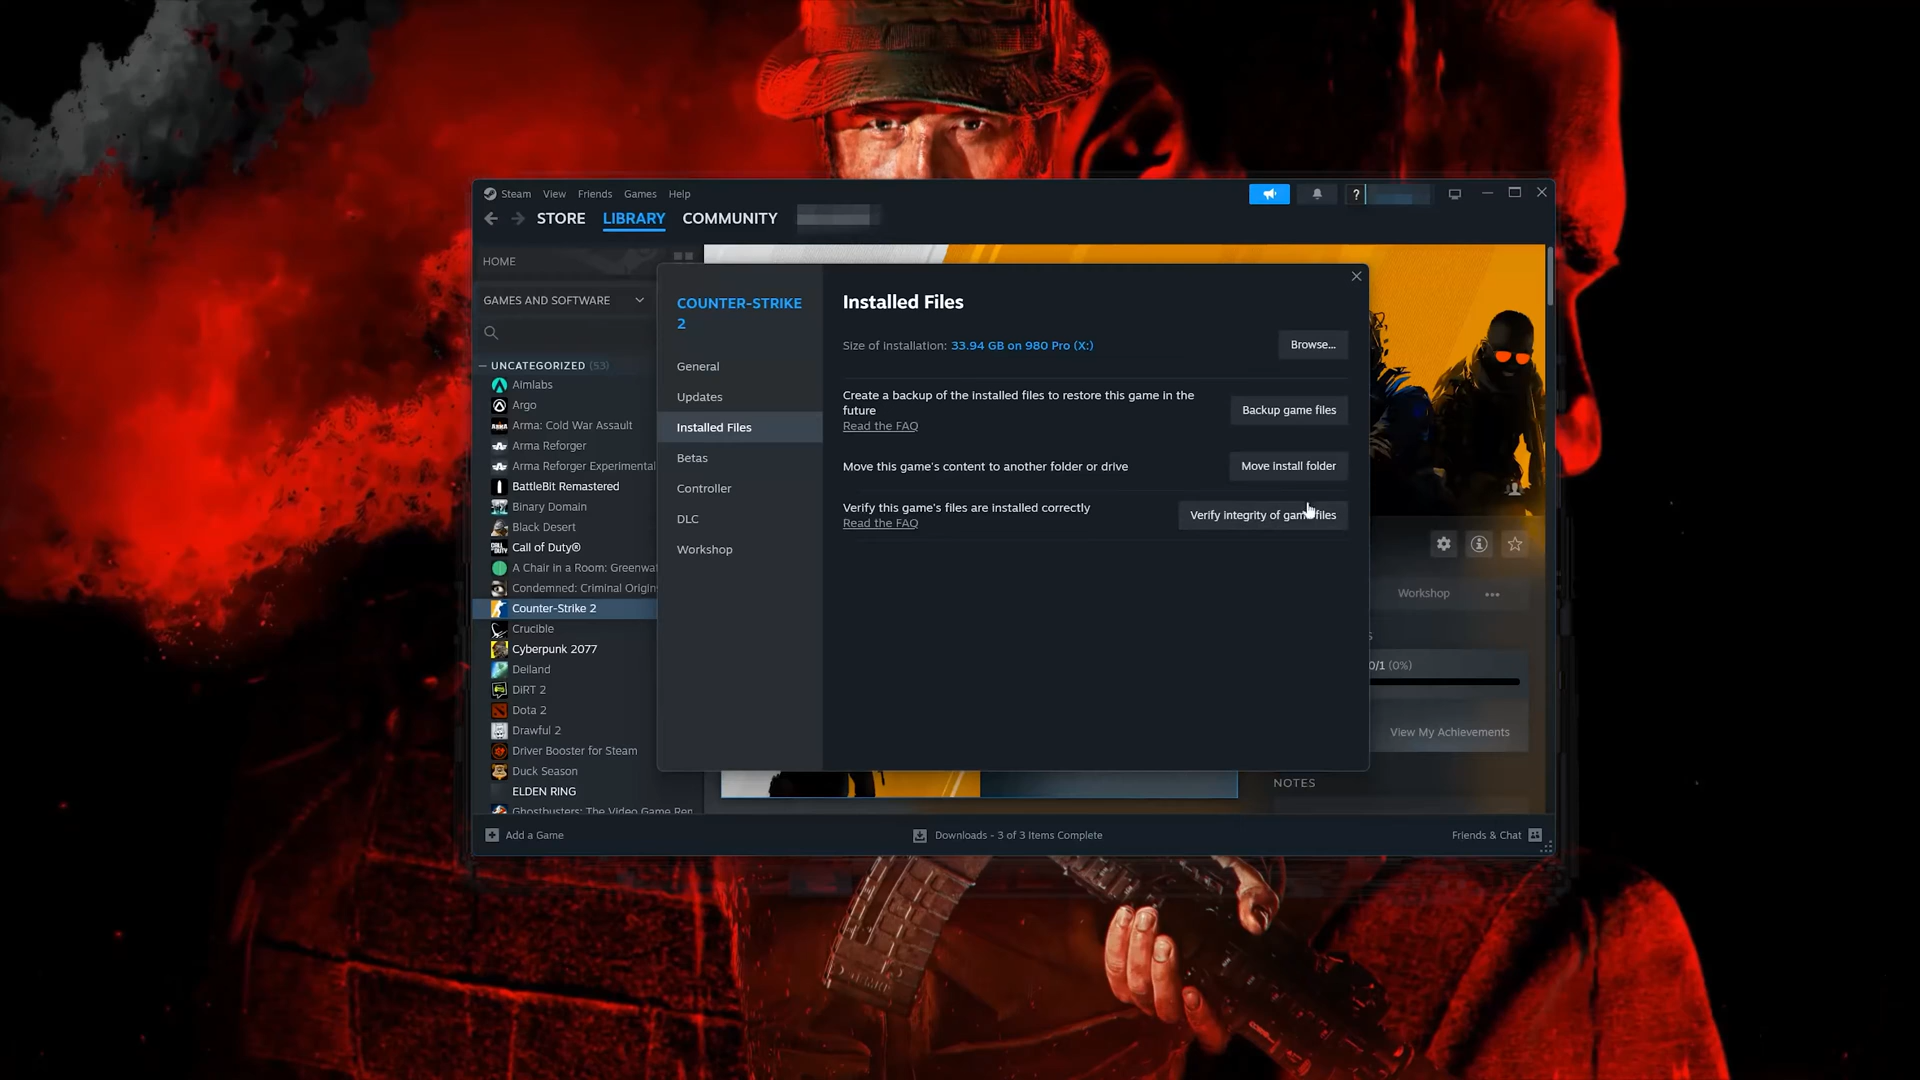 Steam View Friends Games Help
?
STORE LIBRARY COMMUNITY
HOME
GAMES AND SOFTWARE
UNCATEGORIZED (53)
Aimlabs
Argo
Arma: Cold War Assault
Arma Reforger
Arma Reforger Experimental
BattleBit Remastered
Binary Domain
Black Desert
Call of Duty®
A Chair in a Room: Greenwa
Condemned: Criminal Origin
Counter-Strike 2
Crucible
Cyberpunk 2077
Deiland
DiRT 2
Dota 2
Drawful 2
Driver Booster for Steam
Duck Season
ELDEN RING
Ghostbusters: The Video Game Rem
COUNTER-STRIKE
2
General
Updates
Installed Files
Betas
Controller
DLC
Workshop
Installed Files
Size of installation: 33.94 GB on 980 Pro (X:)
Browse...
Create a backup of the installed files to restore this game in the
future
Read the FAQ
Backup game files
Move this game's content to another folder or drive
Move install folder
Verify this game's files are installed correctly
Read the FAQ
Verify integrity of game files
Workshop
S
0/1 (0%)
View My Achievements
NOTES
Add a Game
Downloads - 3 of 3 Items Complete
Friends & Chat